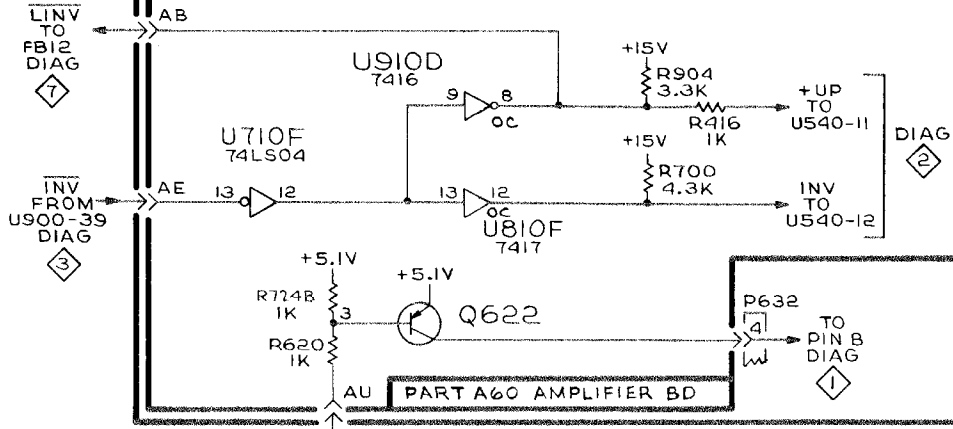 LINV
TO
FB12
DIAG
7
AB
U910D
7416
9
8
OC
+15V
R904
3.3K
R416
1K
+UP
TO
U540-11
DIAG
2
U710F
74LS04
13
12
INV
FROM
U900-39
DIAG
3
AE
13
12
OC
U810F
7417
+15V
R700
4.3K
INV
TO
U540-12
+5.1V
R724B
1K
3
R620
1K
+5.1V
Q622
P632
4
TO
PIN B
DIAG
1
AU
PART A60 AMPLIFIER BD